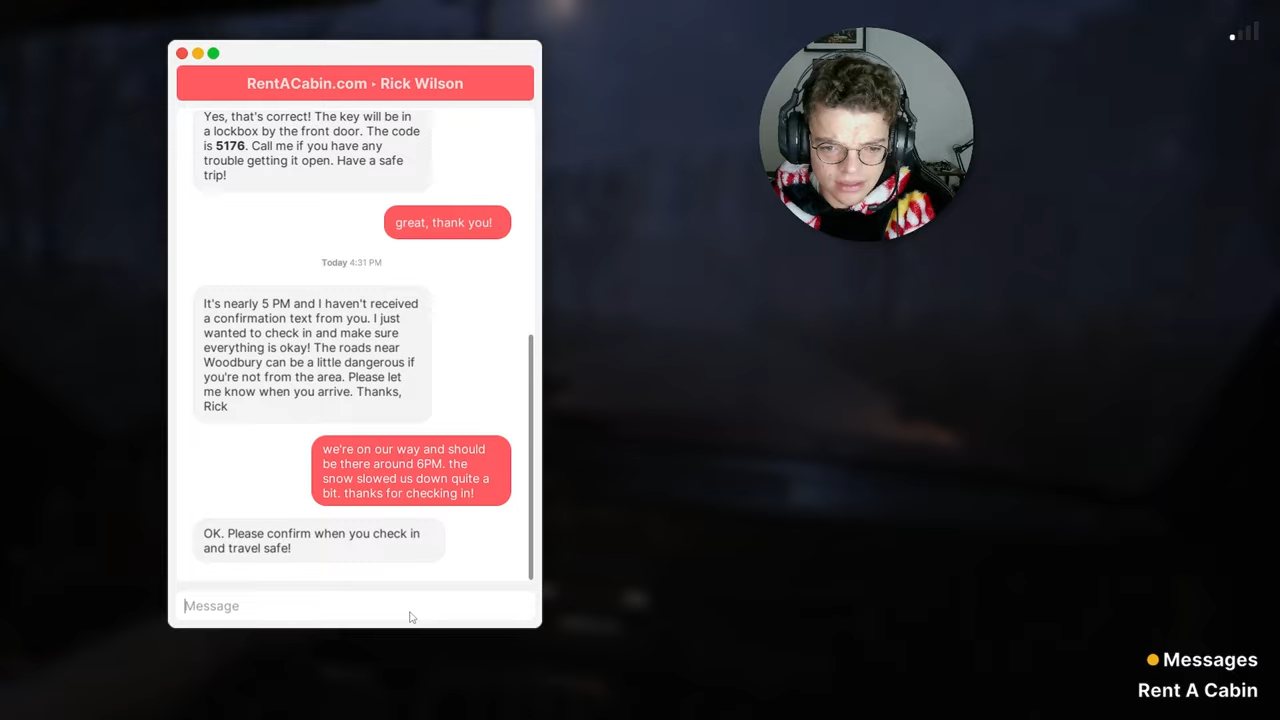 RentACabin.com ▸ Rick Wilson
Yes, that's correct! The key will be in
a lockbox by the front door. The code
is 5176. Call me if you have any
trouble getting it open. Have a safe
trip!
great, thank you!
Today 4:31 PM
It's nearly 5 PM and I haven't received
a confirmation text from you. I just
wanted to check in and make sure
everything is okay! The roads near
Woodbury can be a little dangerous if
you're not from the area. Please let
me know when you arrive. Thanks,
Rick
we're on our way and should
be there around 6PM. the
snow slowed us down quite a
bit. thanks for checking in!
OK. Please confirm when you check in
and travel safe!
Message
Messages
Rent A Cabin